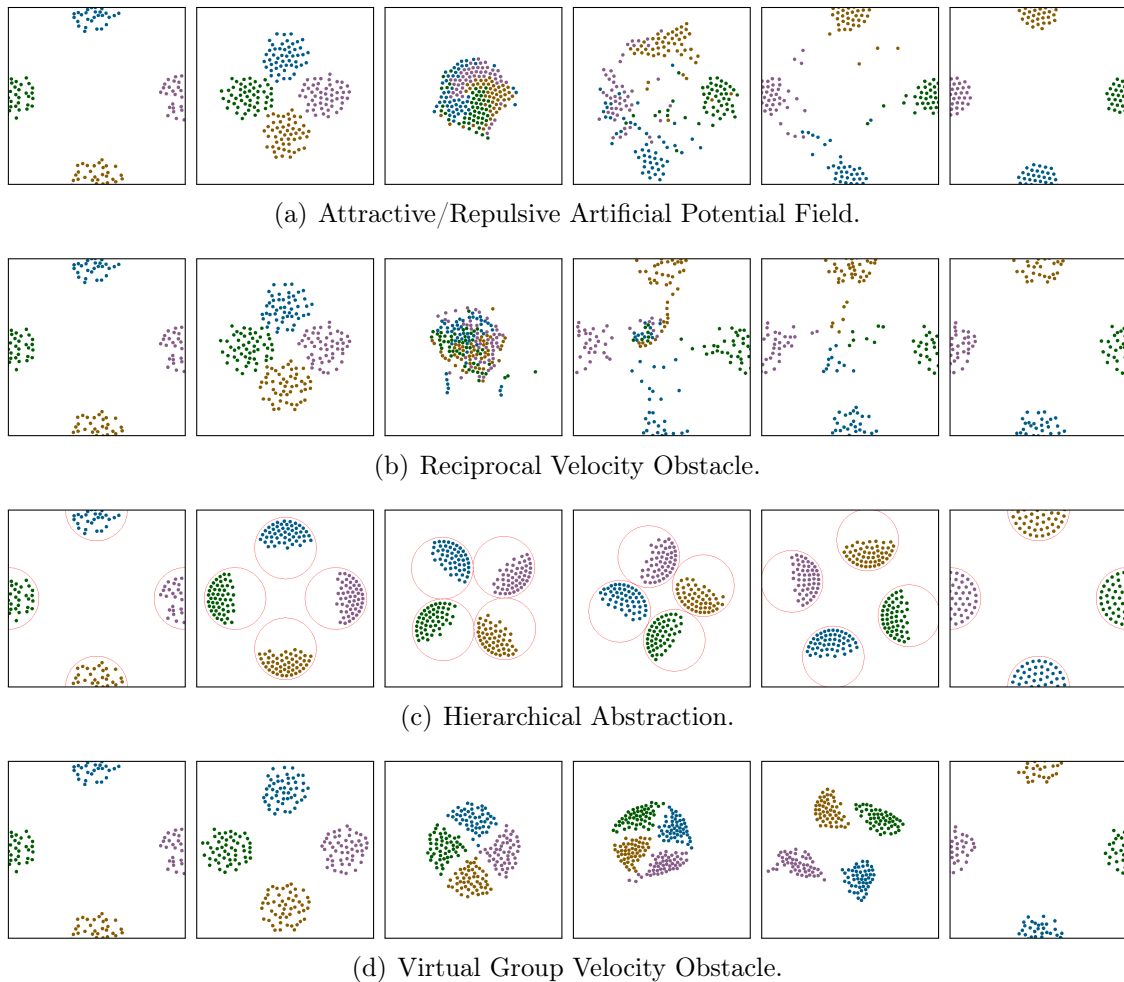 (a) Attractive/Repulsive Artificial Potential Field.
(b) Reciprocal Velocity Obstacle.
(c) Hierarchical Abstraction.
(d) Virtual Group Velocity Obstacle.